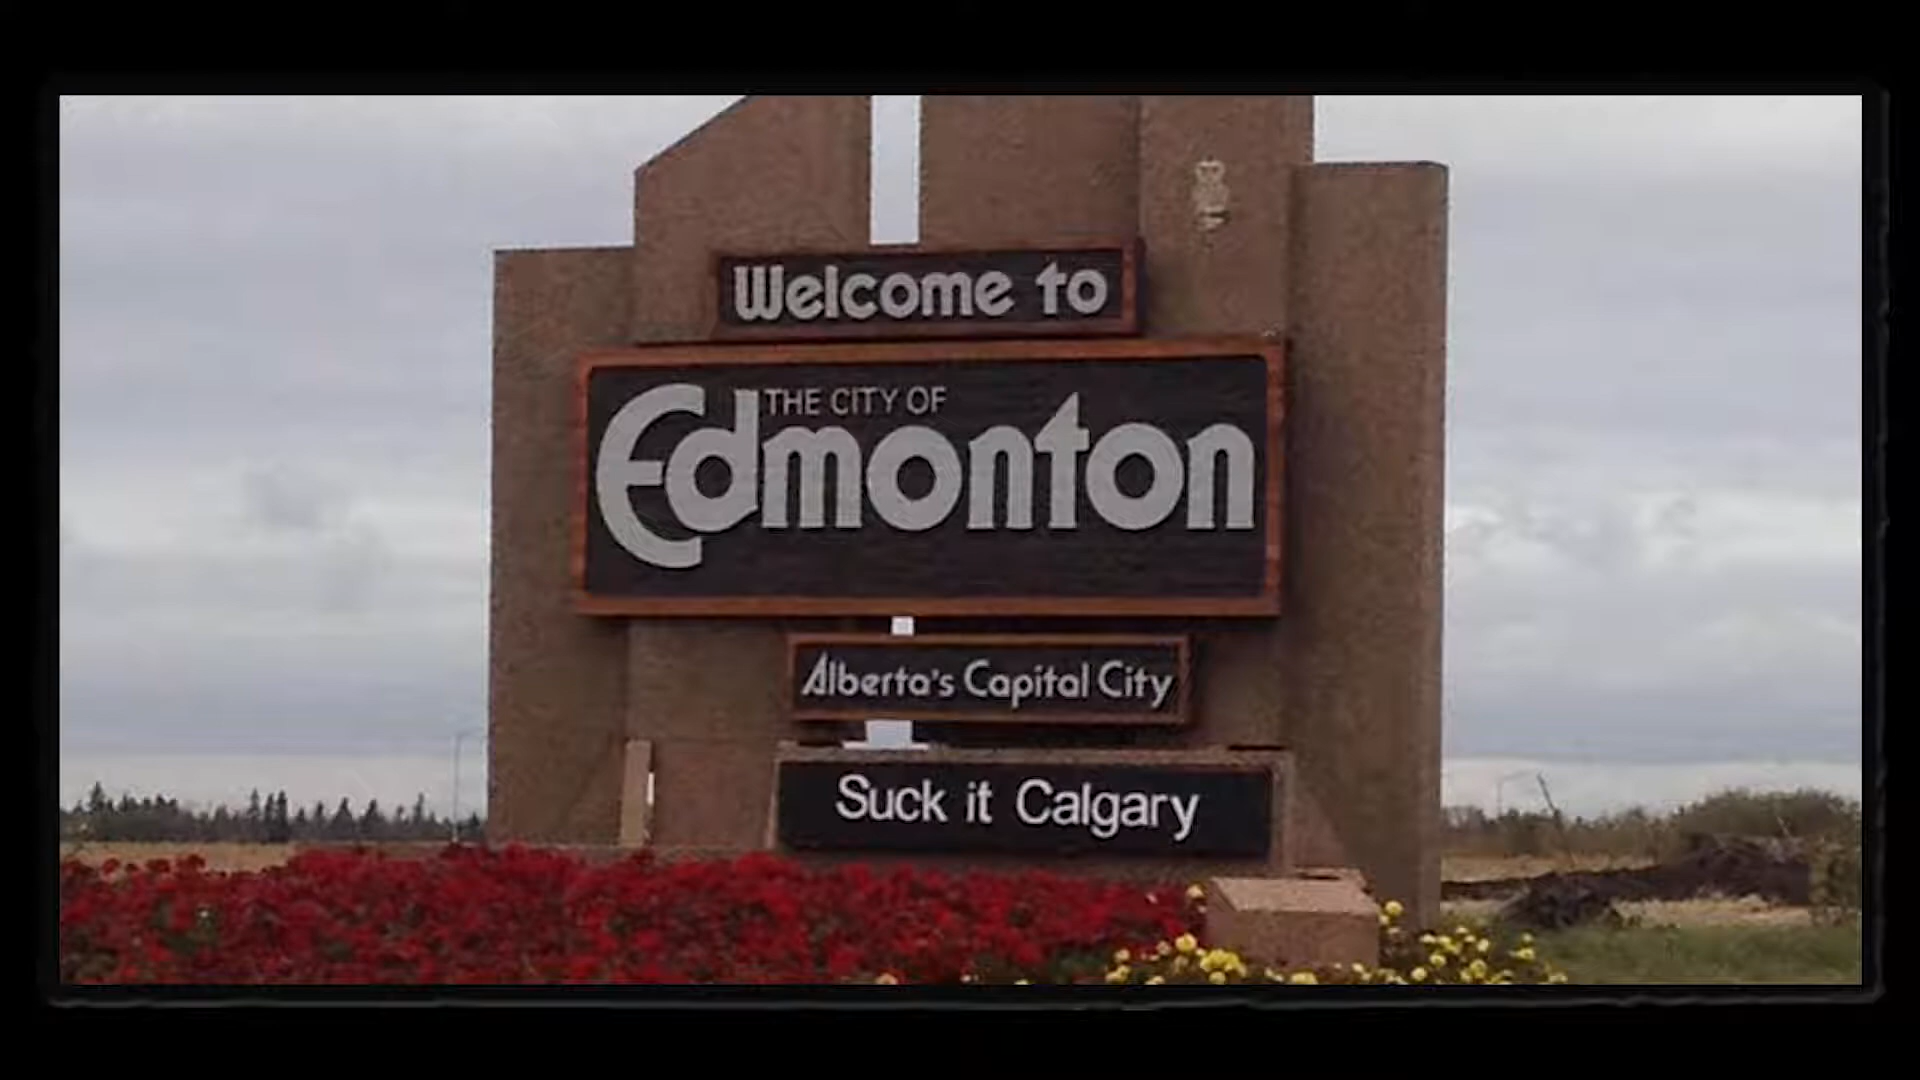 Welcome to
THE CITY OF
Edmonton
Alberta's Capital City
Suck it Calgary